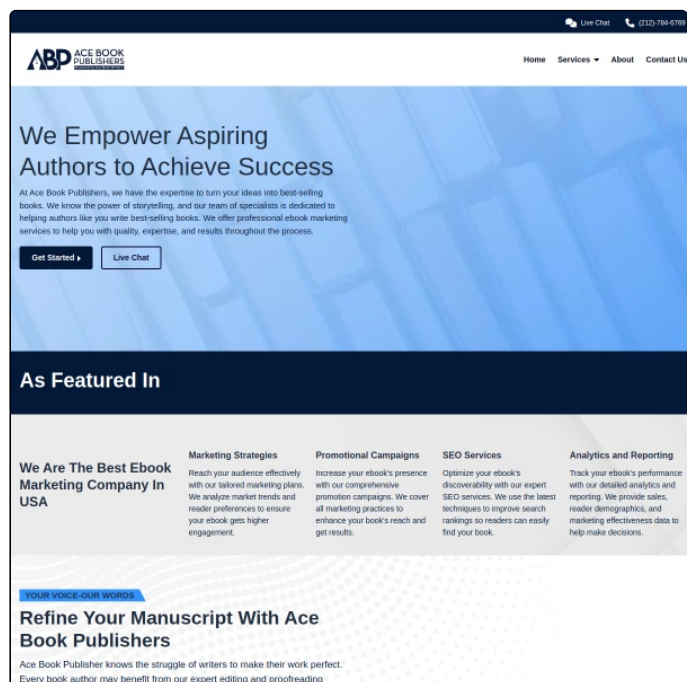 Live Chat (212)-784-6769
ABP ACE BOOK PUBLISHERS
Home Services About Contact Us
We Empower Aspiring
Authors to Achieve Success
At Ace Book Publishers, we have the expertise to turn your ideas into best-selling
books. We know the power of storytelling, and our team of specialists is dedicated to
helping authors like you write best-selling books. We offer professional ebook marketing
services to help you with quality, expertise, and results throughout the process.
Get Started Live Chat
As Featured In
We Are The Best Ebook
Marketing Company In
USA
Marketing Strategies
Reach your audience effectively
with our tailored marketing plans.
We analyze market trends and
reader preferences to ensure
your ebook gets higher
engagement.
Promotional Campaigns
Increase your ebook's presence
with our comprehensive
promotion campaigns. We cover
all marketing practices to
enhance your book's reach and
get results.
SEO Services
Optimize your ebook's
discoverability with our expert
SEO services. We use the latest
techniques to improve search
rankings so readers can easily
find your book.
Analytics and Reporting
Track your ebook's performance
with our detailed analytics and
reporting. We provide sales,
reader demographics, and
marketing effectiveness data to
help make decisions.
YOUR VOICE-OUR WORDS
Refine Your Manuscript With Ace
Book Publishers
Ace Book Publisher knows the struggle of writers to make their work perfect.
Every book author may benefit from our expert editing and proofreading